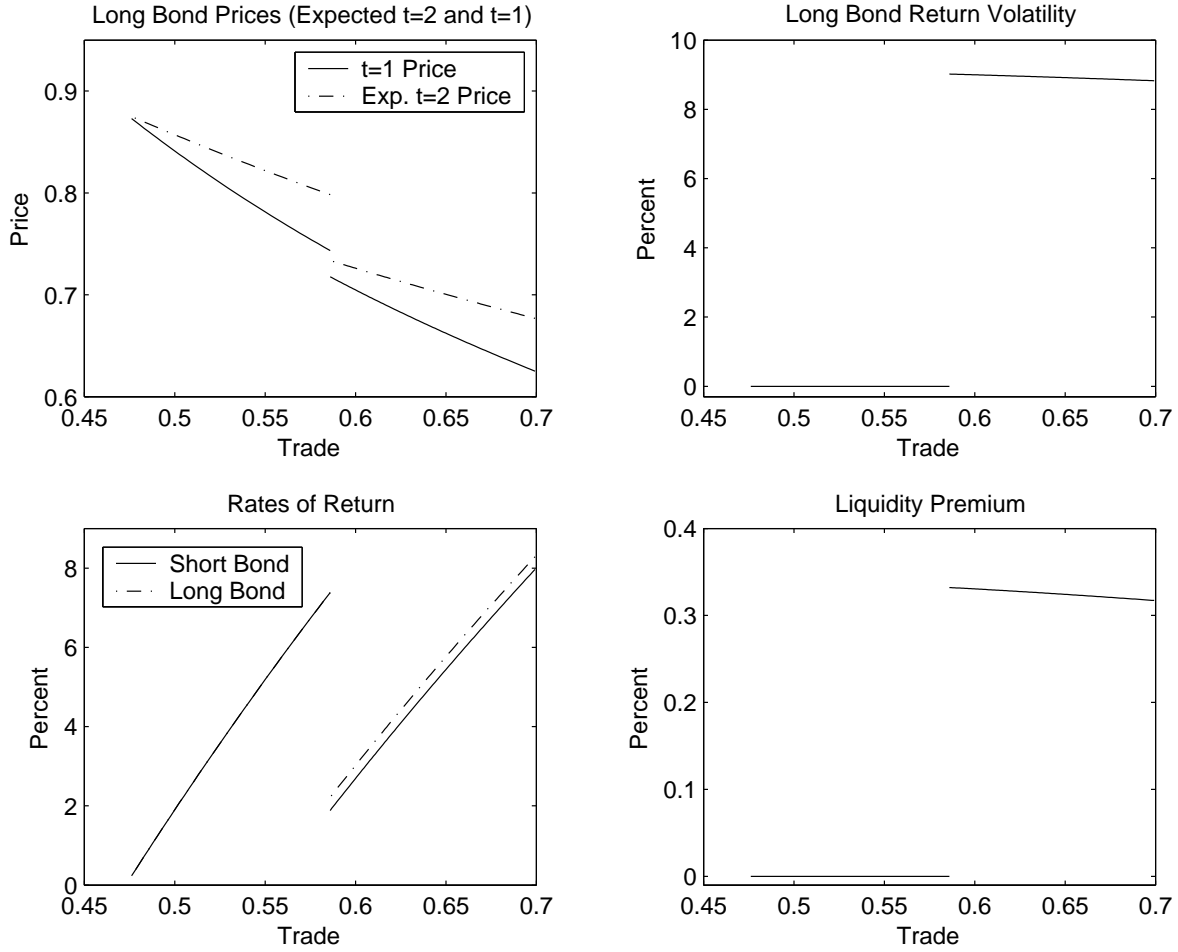 Long Bond Prices (Expected t=2 and t=1)
t=1 Price
Exp. t=2 Price
0.9
0.8
0.7
0.6
Price
0.45 0.5 0.55 0.6 0.65 0.7
Trade
Long Bond Return Volatility
10
8
6
4
2
0
Percent
0.45 0.5 0.55 0.6 0.65 0.7
Trade
Rates of Return
Short Bond
Long Bond
8
6
4
2
0
Percent
0.45 0.5 0.55 0.6 0.65 0.7
Trade
Liquidity Premium
0.4
0.3
0.2
0.1
0
Percent
0.45 0.5 0.55 0.6 0.65 0.7
Trade